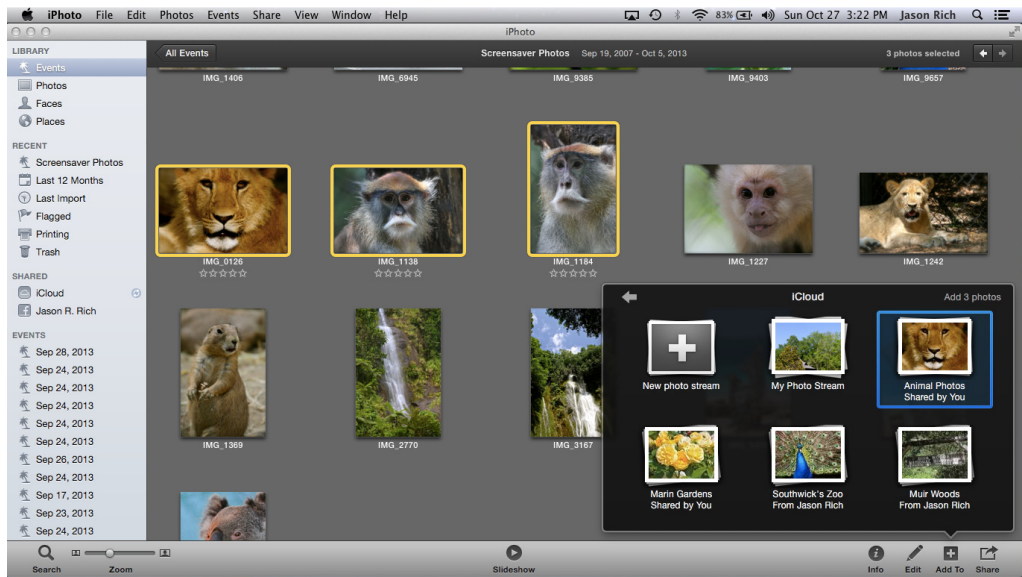 iPhoto File Edit Photos Events Share View Window Help 83% Sun Oct 27 3:22 PM Jason Rich
iPhoto
LIBRARY
Events
Photos
Faces
Places
RECENT
Screensaver Photos
Last 12 Months
Last Import
Flagged
Printing
Trash
SHARED
iCloud
Jason R. Rich
EVENTS
Sep 28, 2013
Sep 24, 2013
Sep 24, 2013
Sep 24, 2013
Sep 24, 2013
Sep 24, 2013
Sep 26, 2013
Sep 24, 2013
Sep 17, 2013
Sep 23, 2013
Sep 24, 2013
All Events Screensaver Photos Sep 19, 2007 - Oct 5, 2013 3 photos selected
IMG_1406 IMG_6945 IMG_9385 IMG_9403 IMG_9657
IMG_0126 IMG_1138 IMG_1184 IMG_1227 IMG_1242
IMG_1369 IMG_2770 IMG_3167
iCloud Add 3 photos
New photo stream
My Photo Stream
Animal Photos
Shared by You
Marin Gardens
Shared by You
Southwick's Zoo
From Jason Rich
Muir Woods
From Jason Rich
Search Zoom Slideshow Info Edit Add To Share